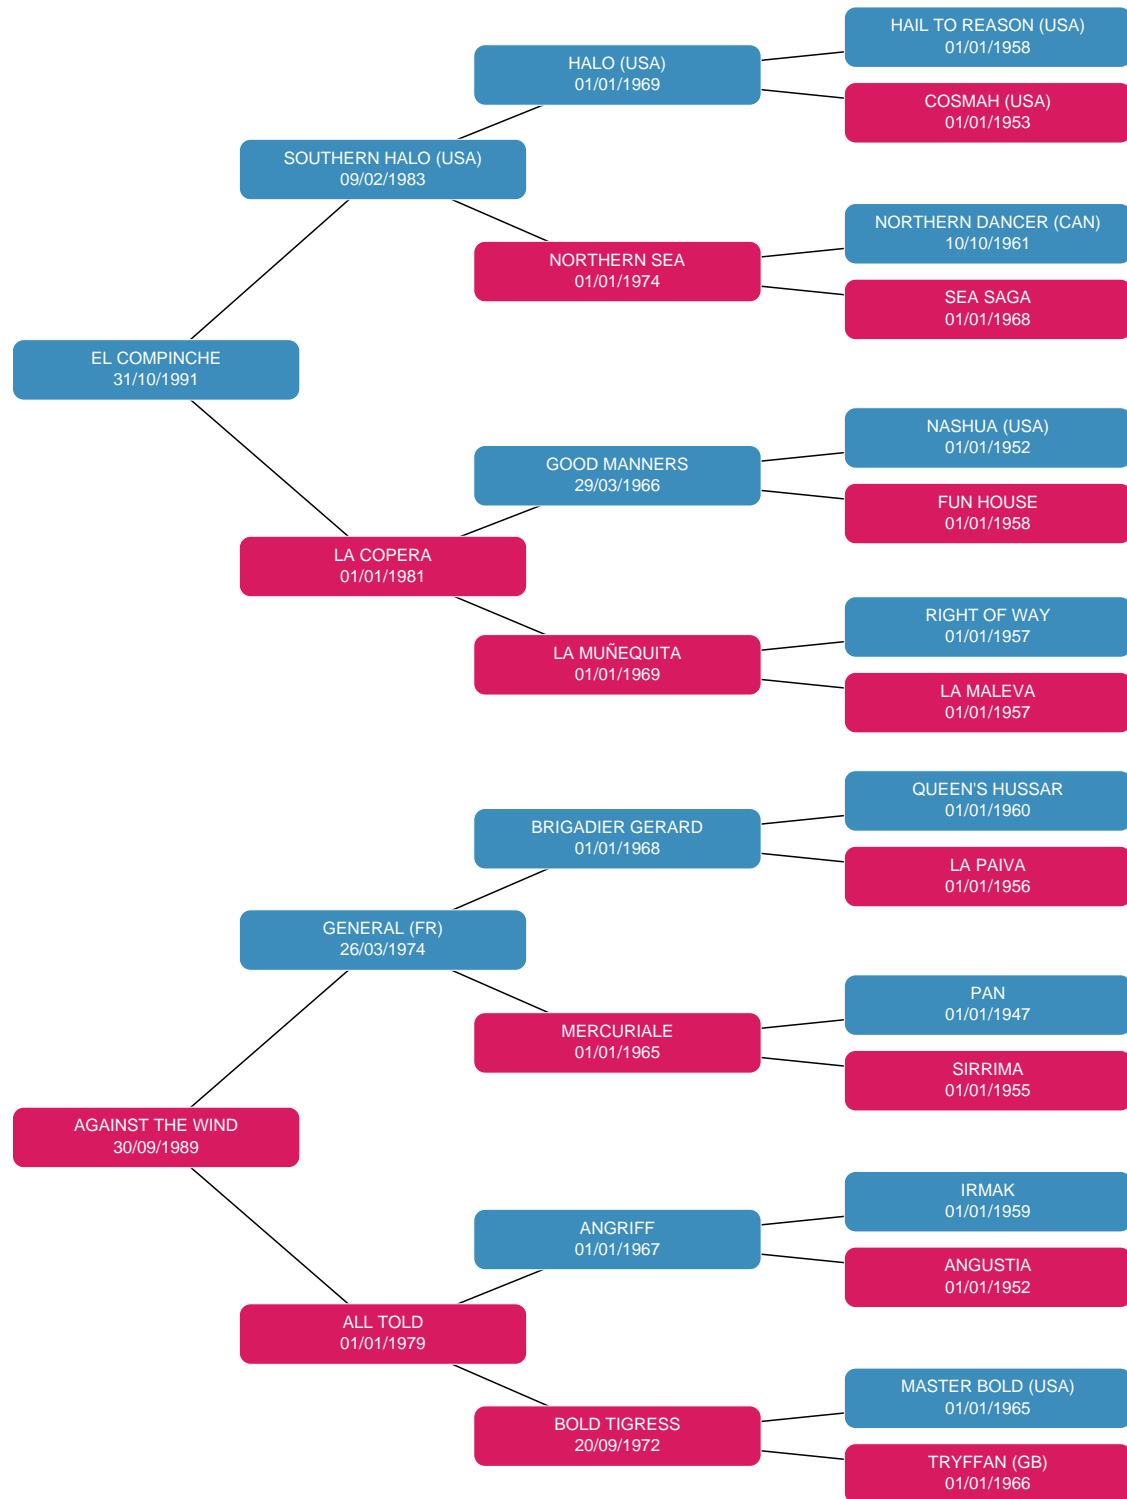 HAIL TO REASON (USA)
01/01/1958
HALO (USA)
01/01/1969
COSMAH (USA)
01/01/1953
SOUTHERN HALO (USA)
09/02/1983
NORTHERN DANCER (CAN)
10/10/1961
NORTHERN SEA
01/01/1974
SEA SAGA
01/01/1968
EL COMPINCHE
31/10/1991
NASHUA (USA)
01/01/1952
GOOD MANNERS
29/03/1966
FUN HOUSE
01/01/1958
LA COPERA
01/01/1981
RIGHT OF WAY
01/01/1957
LA MUÑEQUITA
01/01/1969
LA MALEVA
01/01/1957
QUEEN'S HUSSAR
01/01/1960
BRIGADIER GERARD
01/01/1968
LA PAIVA
01/01/1956
GENERAL (FR)
26/03/1974
PAN
01/01/1947
MERCURIALE
01/01/1965
SIRRIMA
01/01/1955
AGAINST THE WIND
30/09/1989
IRMAK
01/01/1959
ANGRIFF
01/01/1967
ANGUSTIA
01/01/1952
ALL TOLD
01/01/1979
MASTER BOLD (USA)
01/01/1965
BOLD TIGRESS
20/09/1972
TRYFFAN (GB)
01/01/1966